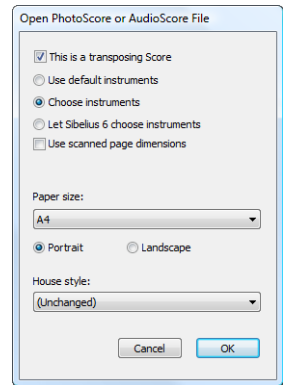 Open PhotoScore or AudioScore File
This is a transposing Score
Use default instruments
Choose instruments
Let Sibelius 6 choose instruments
Use scanned page dimensions
Paper size:
A4
Portrait Landscape
House style:
(Unchanged)
Cancel OK